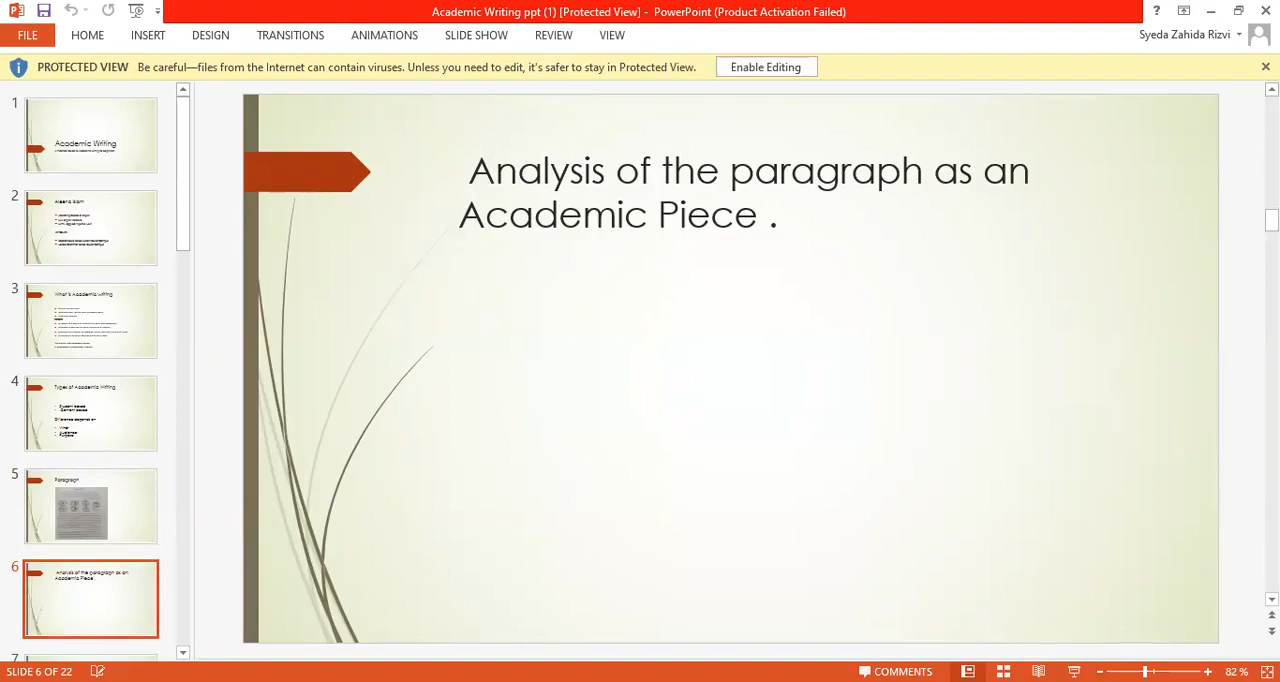 Academic Writing ppt (1) [Protected View] - PowerPoint (Product Activation Failed)
FILE HOME INSERT DESIGN TRANSITIONS ANIMATIONS SLIDE SHOW REVIEW VIEW
Syeda Zahida Rizvi
PROTECTED VIEW Be careful—files from the Internet can contain viruses. Unless you need to edit, it's safer to stay in Protected View. Enable Editing
1
Academic Writing
2
3
What is Academic writing
4
Types of Academic Writing
5
Paragraph
6
Analysis of the paragraph as an
Academic Piece .
7
Analysis of the paragraph as an
Academic Piece .
SLIDE 6 OF 22
COMMENTS
82 %